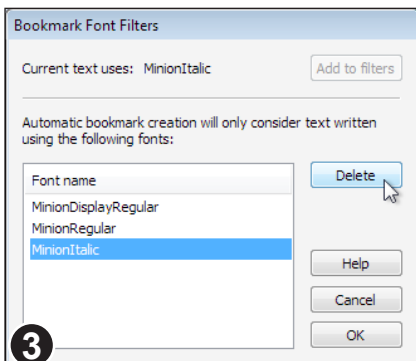 Bookmark Font Filters
Current text uses: MinionItalic
Add to filters
Automatic bookmark creation will only consider text written
using the following fonts:
Font name
Delete
MinionDisplayRegular
MinionRegular
MinionItalic
Help
Cancel
OK
3